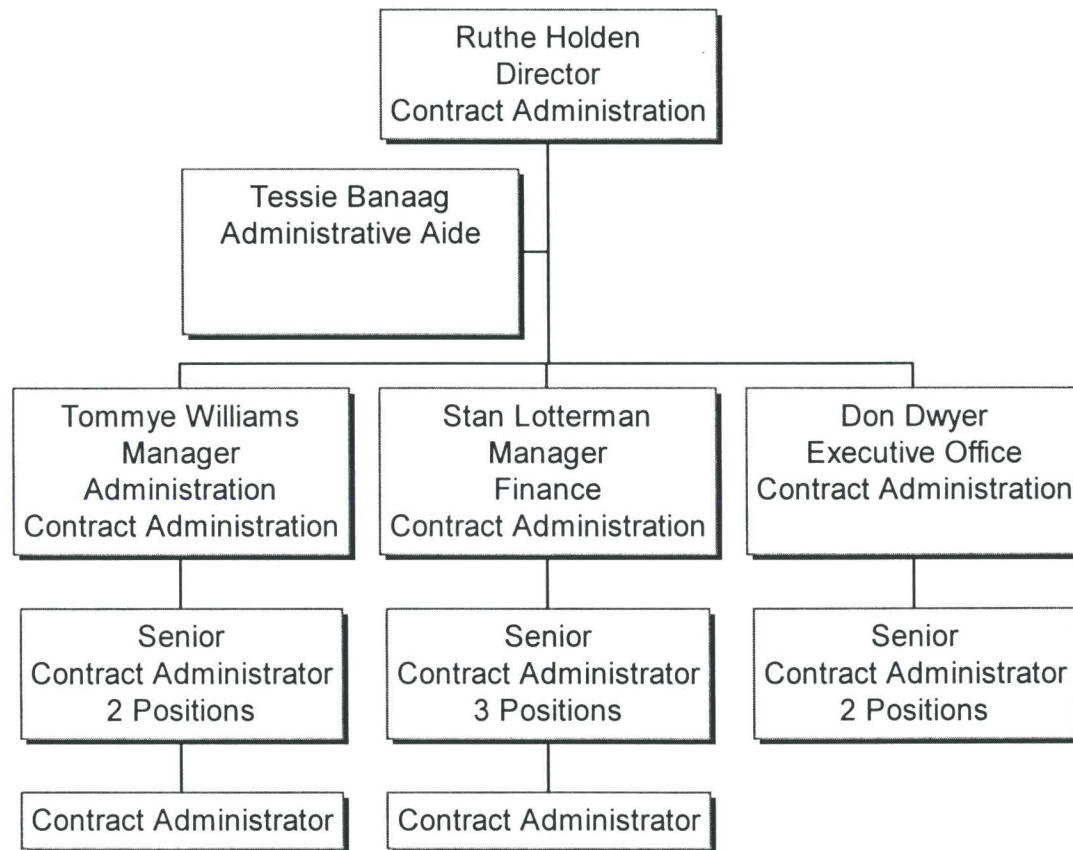 Ruthe Holden
Director
Contract Administration
Tessie Banaag
Administrative Aide
Tommye Williams
Manager
Administration
Contract Administration
Stan Lotterman
Manager
Finance
Contract Administration
Don Dwyer
Executive Office
Contract Administration
Senior
Contract Administrator
2 Positions
Senior
Contract Administrator
3 Positions
Senior
Contract Administrator
2 Positions
Contract Administrator
Contract Administrator